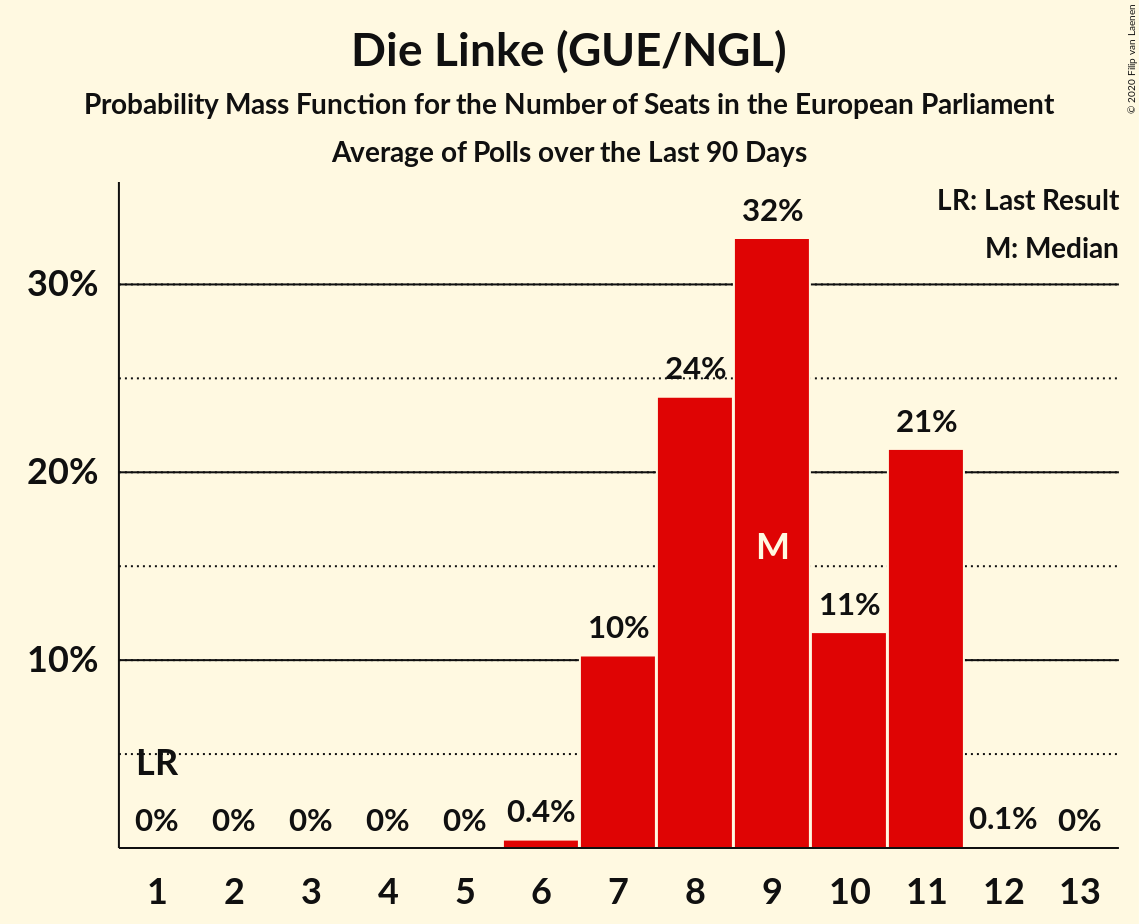 Die Linke (GUE/NGL)
Probability Mass Function for the Number of Seats in the European Parliament
Average of Polls over the Last 90 Days
© 2020 Filip van Laenen
LR: Last Result
M: Median
32%
30%
24%
21%
20%
M
11%
10%
10%
LR
0% 0% 0% 0% 0% 0.4% 0.1% 0%
1 2 3 4 5 6 7 8 9 10 11 12 13